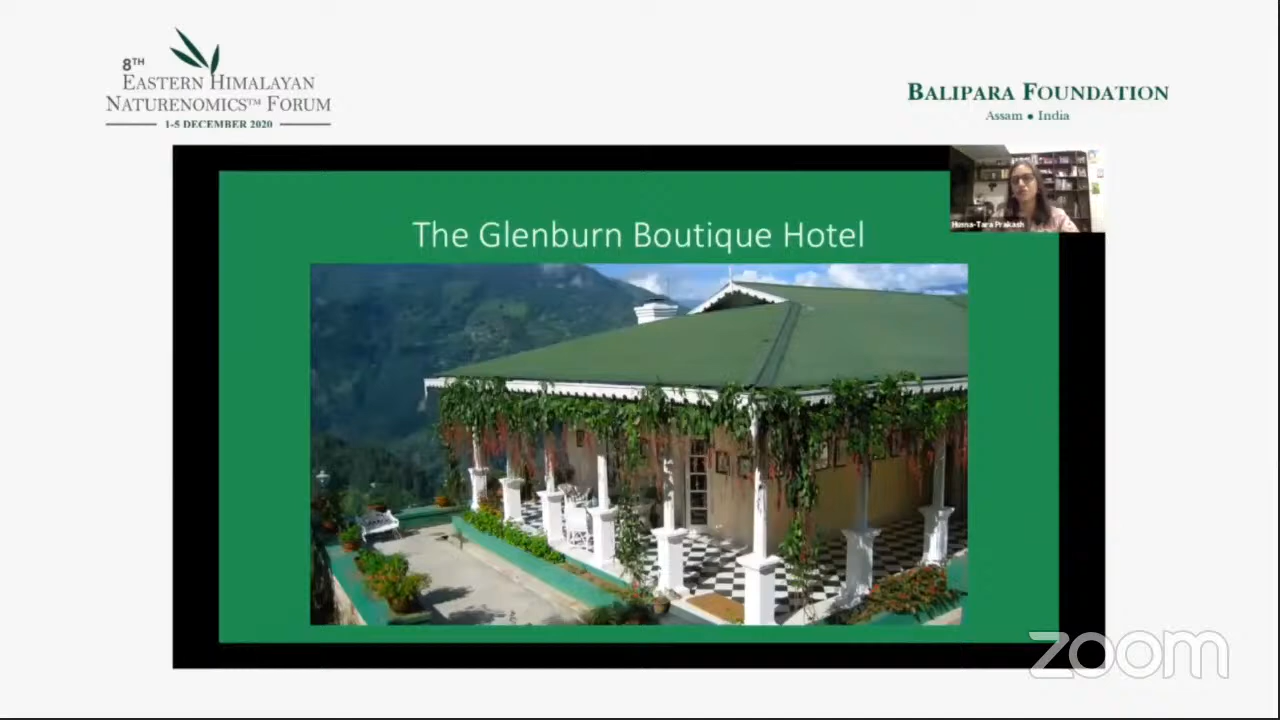 8TH
EASTERN HIMALAYAN
NATURENOMICS™ FORUM
1-5 DECEMBER 2020
BALIPARA FOUNDATION
Assam • India
Husna-Tara Prakash
The Glenburn Boutique Hotel
zoom